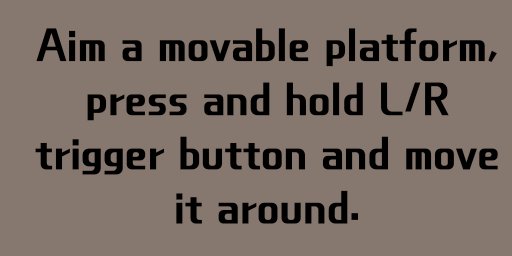 Aim a movable platform,
press and hold L/R
trigger button and move
it around.